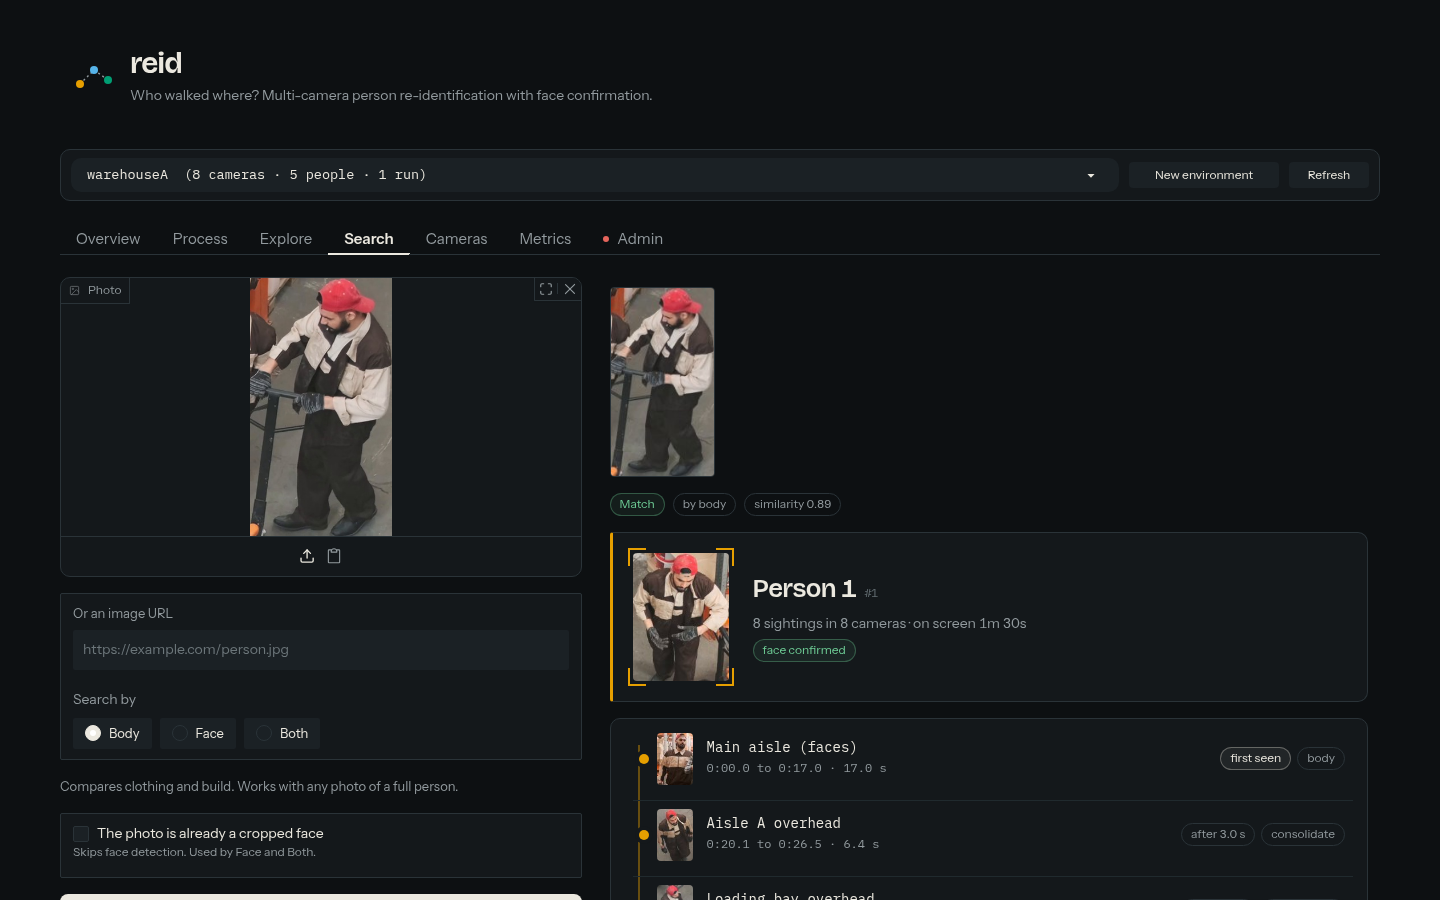 reid
Who walked where? Multi-camera person re-identification with face confirmation.
warehouseA (8 cameras · 5 people · 1 run)
New environment
Refresh
Overview
Process
Explore
Search
Cameras
Metrics
Admin
Photo
Or an image URL
https://example.com/person.jpg
Search by
Body
Face
Both
Compares clothing and build. Works with any photo of a full person.
The photo is already a cropped face
Skips face detection. Used by Face and Both.
Match
by body
similarity 0.89
Person 1 #1
8 sightings in 8 cameras · on screen 1m 30s
face confirmed
Main aisle (faces)
0:00.0 to 0:17.0 · 17.0 s
first seen
body
Aisle A overhead
0:20.1 to 0:26.5 · 6.4 s
after 3.0 s
consolidate
Loading bay overhead